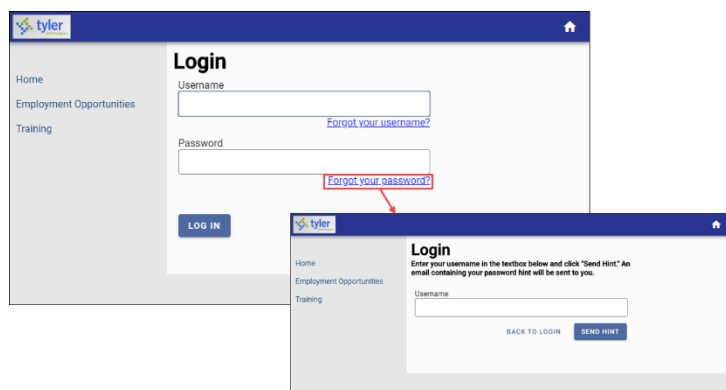 tyler
technologies
Login
Home
Employment Opportunities
Training
Username
Forgot your username?
Password
Forgot your password?
LOG IN
tyler
Login
Enter your username in the textbox below and click "Send Hint." An
email containing your password hint will be sent to you.
Home
Employment Opportunities
Training
Username
BACK TO LOGIN
SEND HINT